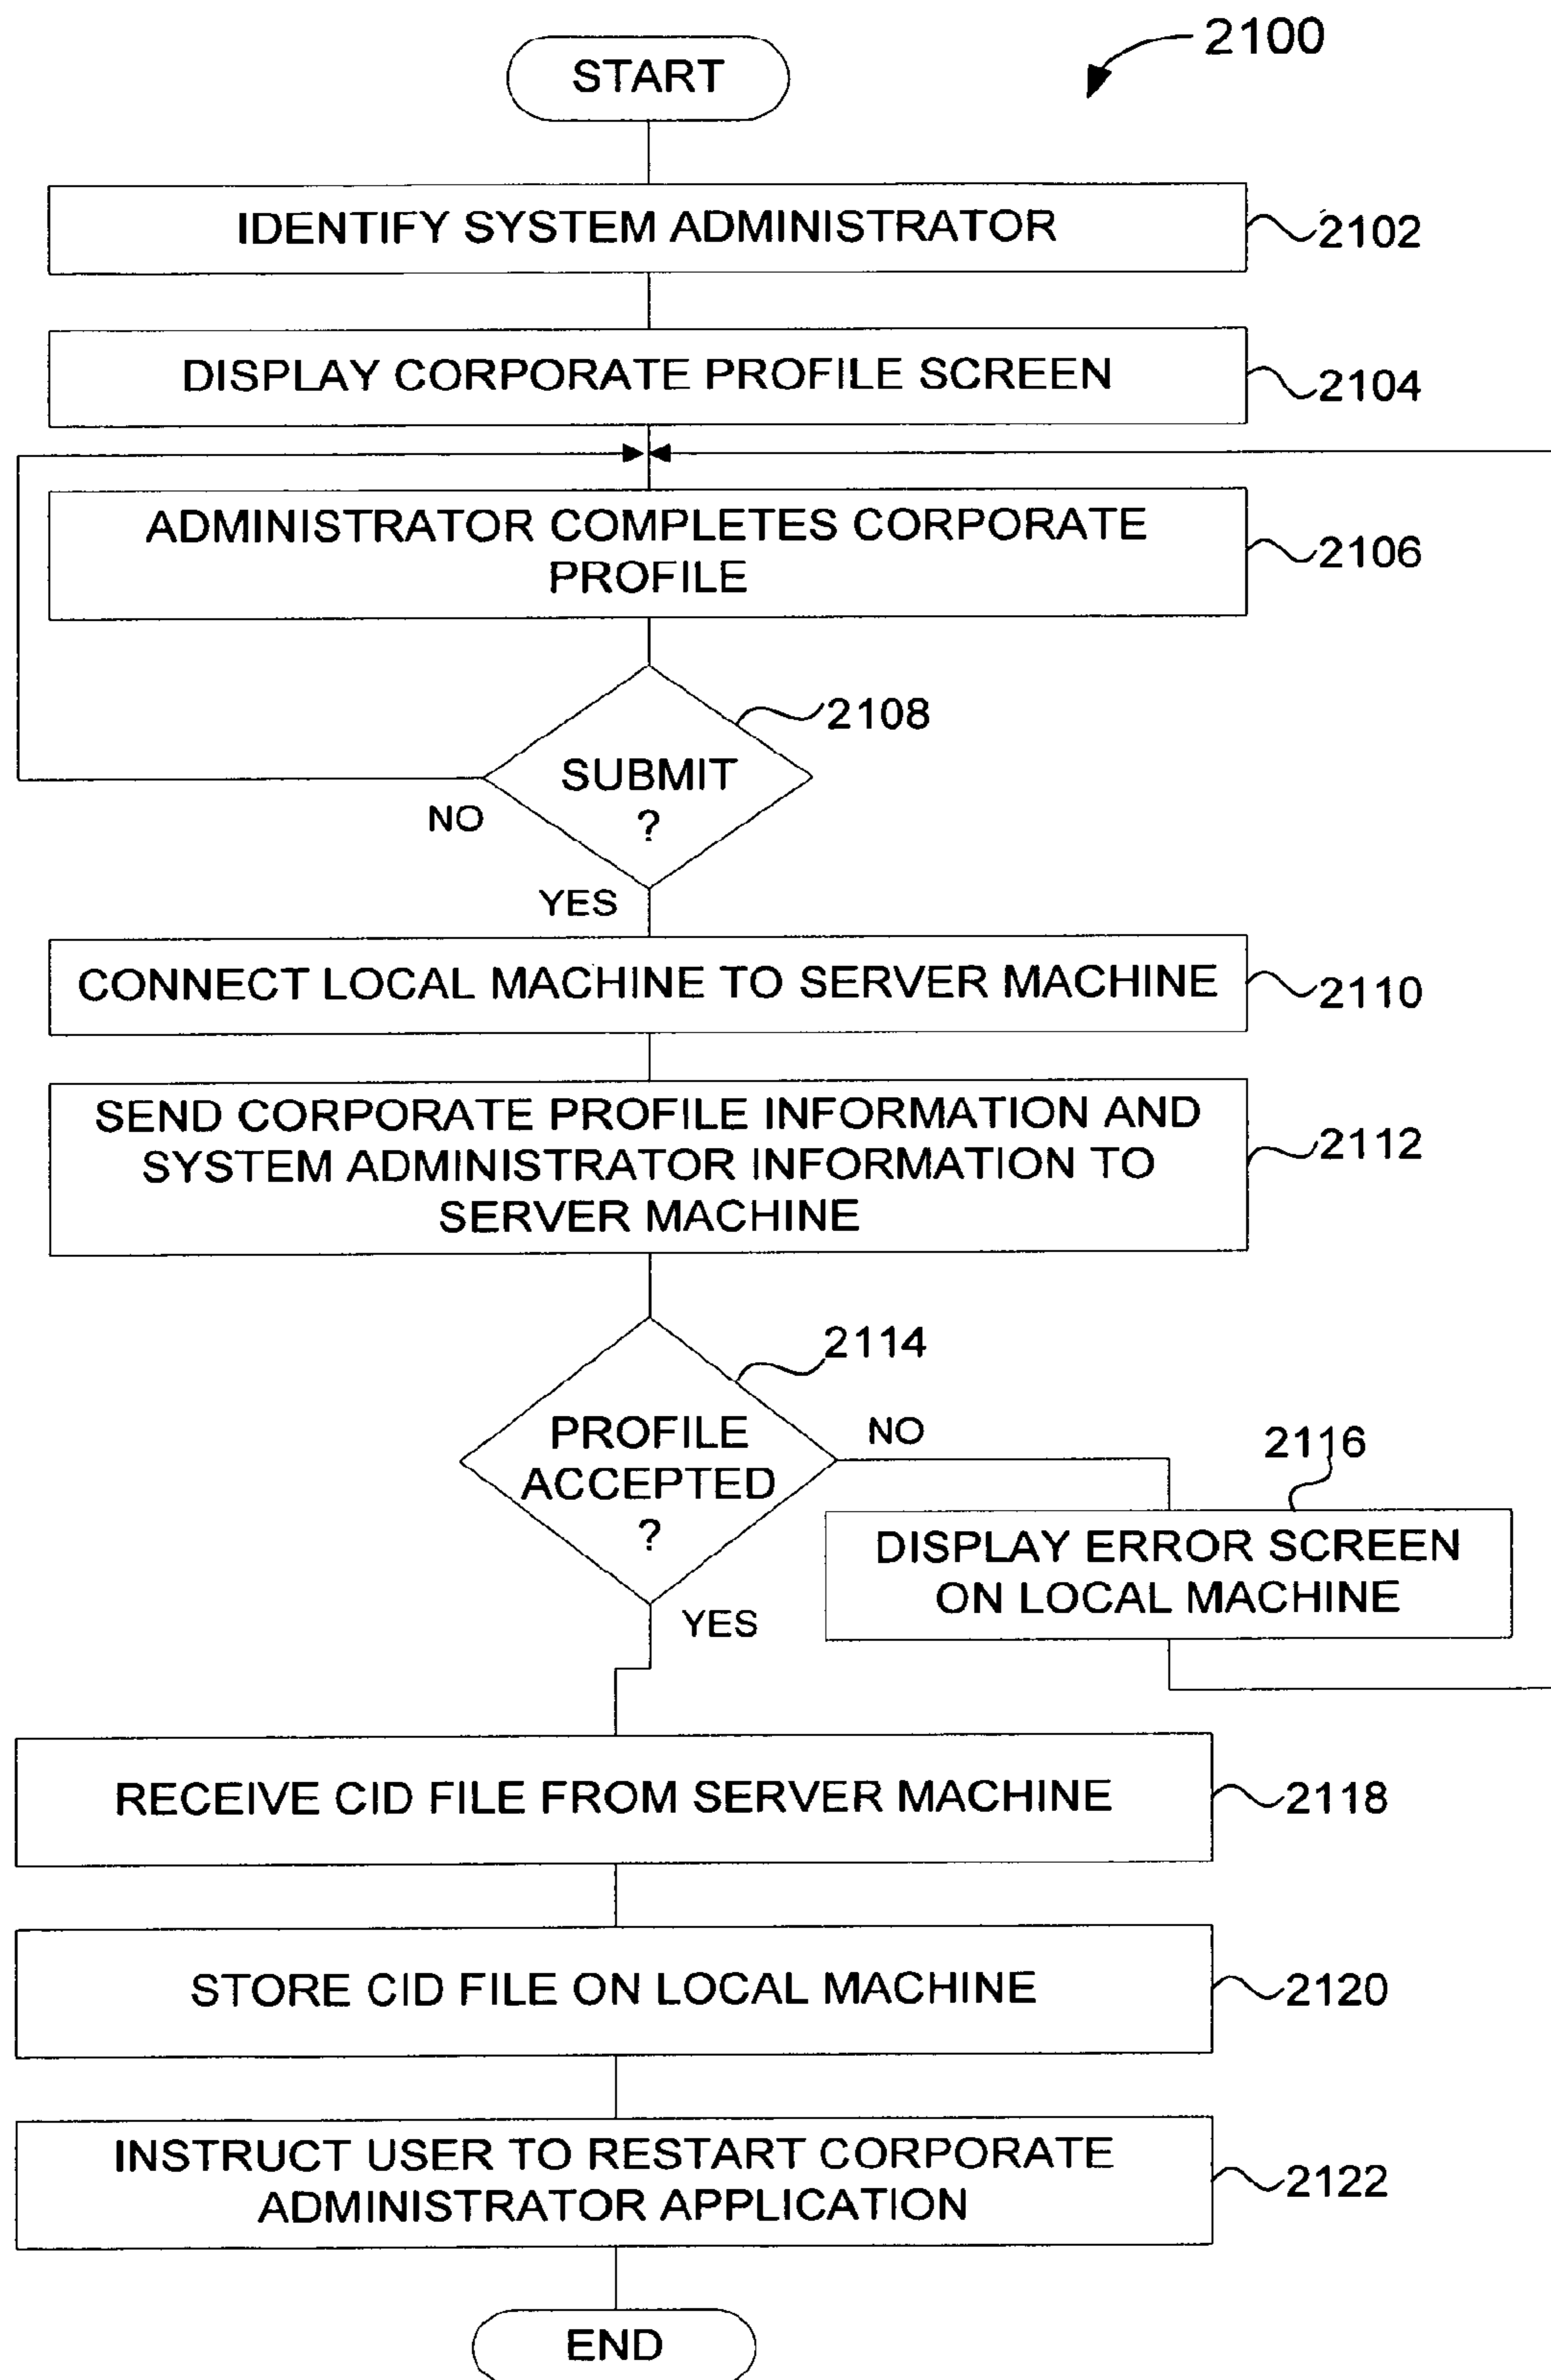 2100
START
IDENTIFY SYSTEM ADMINISTRATOR
2102
DISPLAY CORPORATE PROFILE SCREEN
2104
ADMINISTRATOR COMPLETES CORPORATE
PROFILE
2106
2108
SUBMIT
?
NO
YES
CONNECT LOCAL MACHINE TO SERVER MACHINE
2110
SEND CORPORATE PROFILE INFORMATION AND
SYSTEM ADMINISTRATOR INFORMATION TO
SERVER MACHINE
2112
2114
PROFILE
ACCEPTED
?
NO
YES
2116
DISPLAY ERROR SCREEN
ON LOCAL MACHINE
RECEIVE CID FILE FROM SERVER MACHINE
2118
STORE CID FILE ON LOCAL MACHINE
2120
INSTRUCT USER TO RESTART CORPORATE
ADMINISTRATOR APPLICATION
2122
END